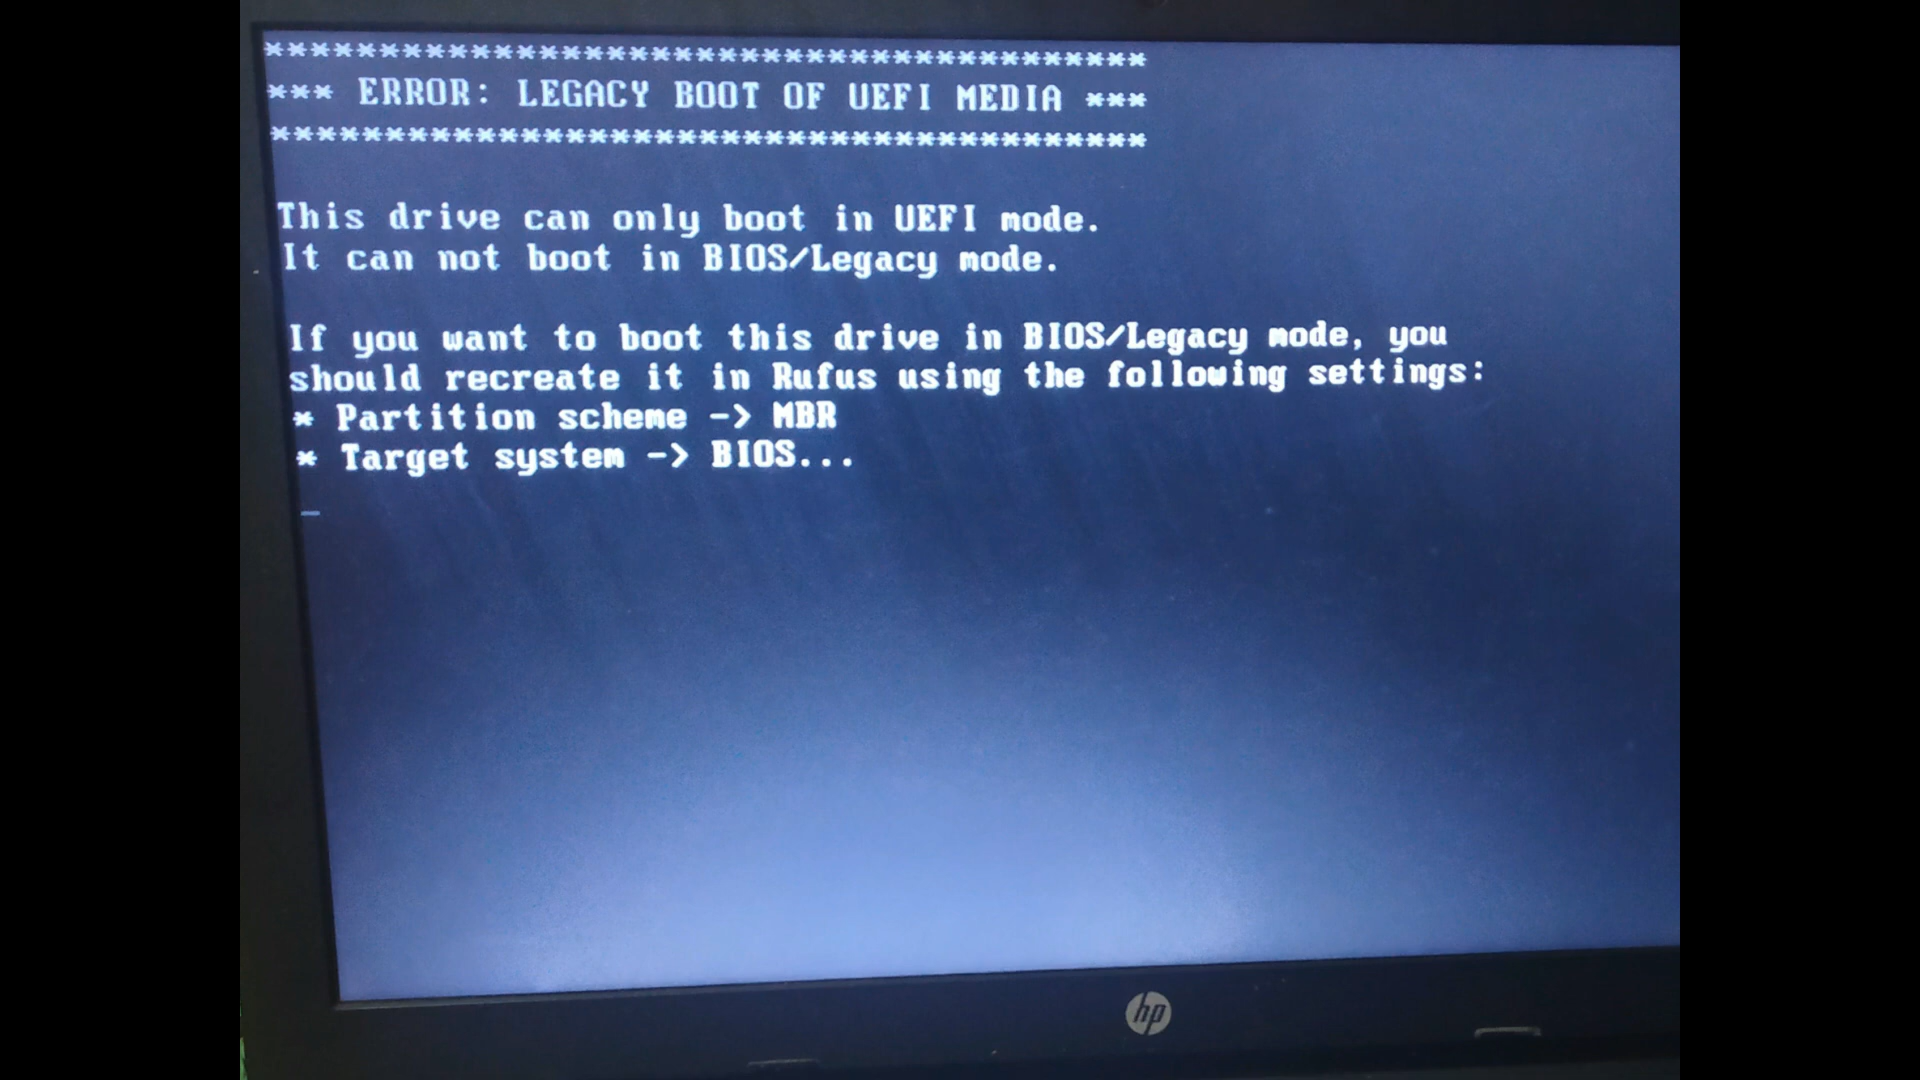 *****************************************
*** ERROR: LEGACY BOOT OF UEFI MEDIA ***
*****************************************
This drive can only boot in UEFI mode.
It can not boot in BIOS/Legacy mode.
If you want to boot this drive in BIOS/Legacy mode, you
should recreate it in Rufus using the following settings:
* Partition scheme -> MBR
* Target system -> BIOS...
_
hp